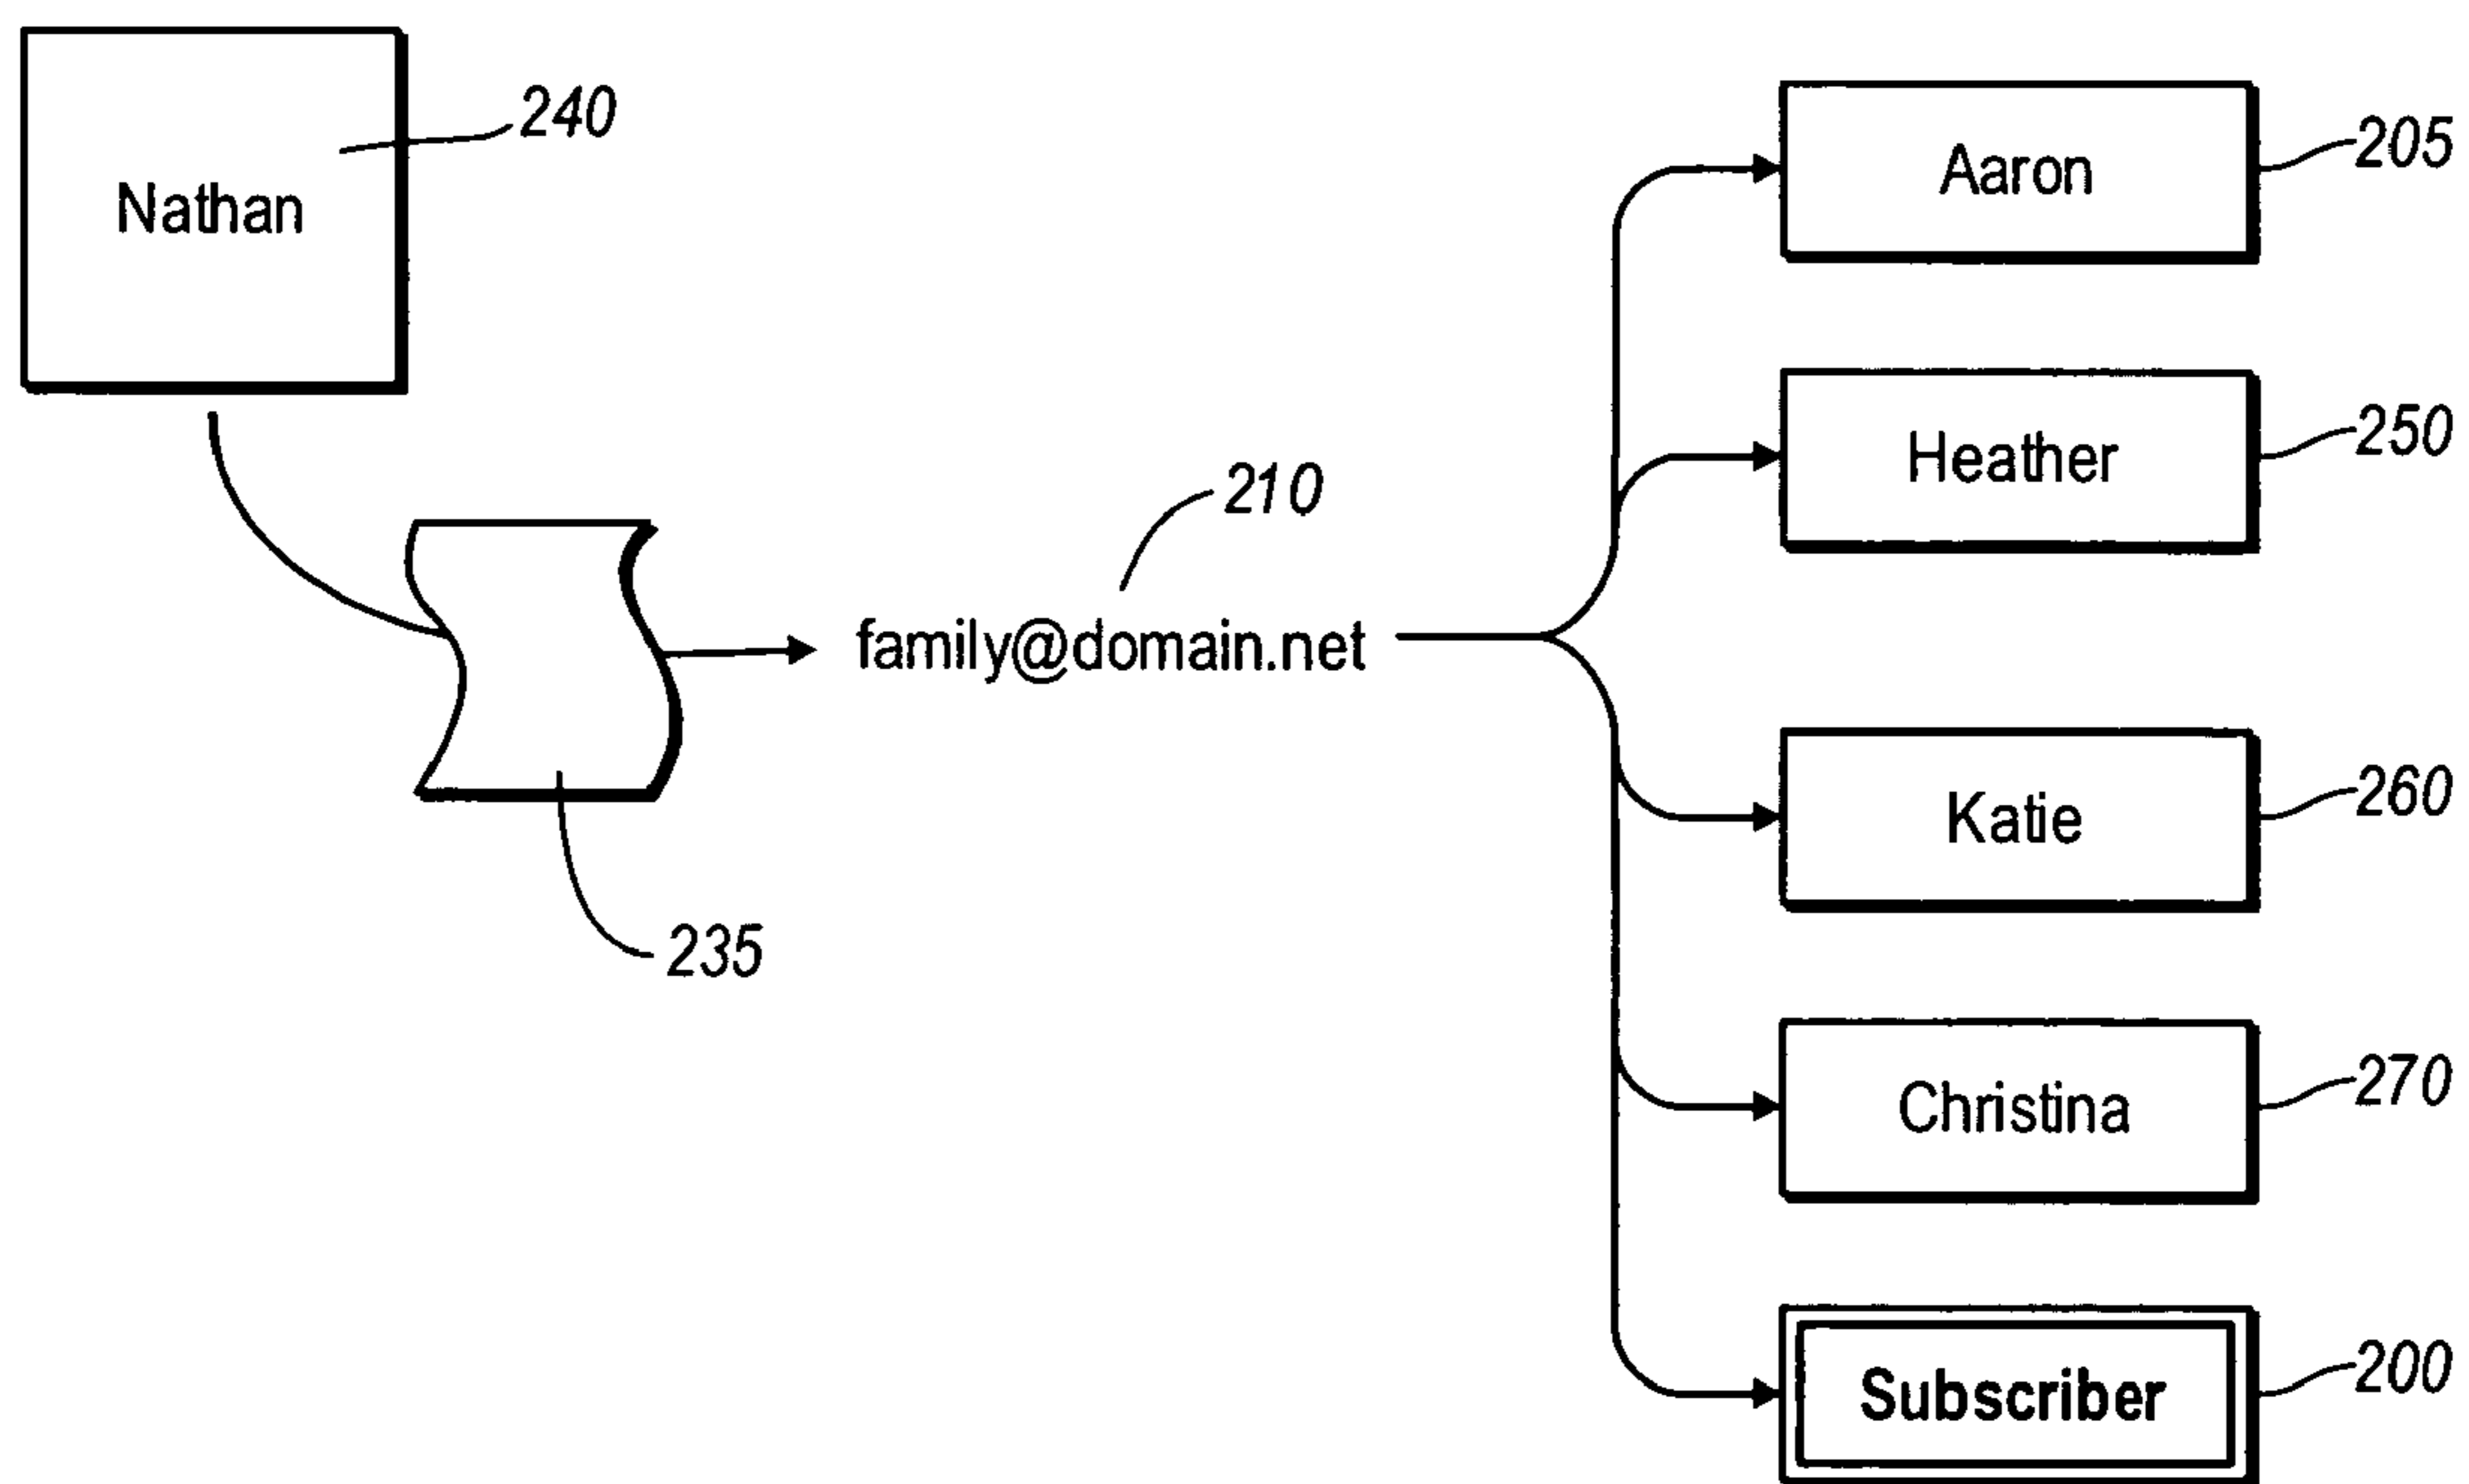 Nathan
240
235
family@domain.net
210
Aaron
205
Heather
250
Katie
260
Christina
270
Subscriber
200